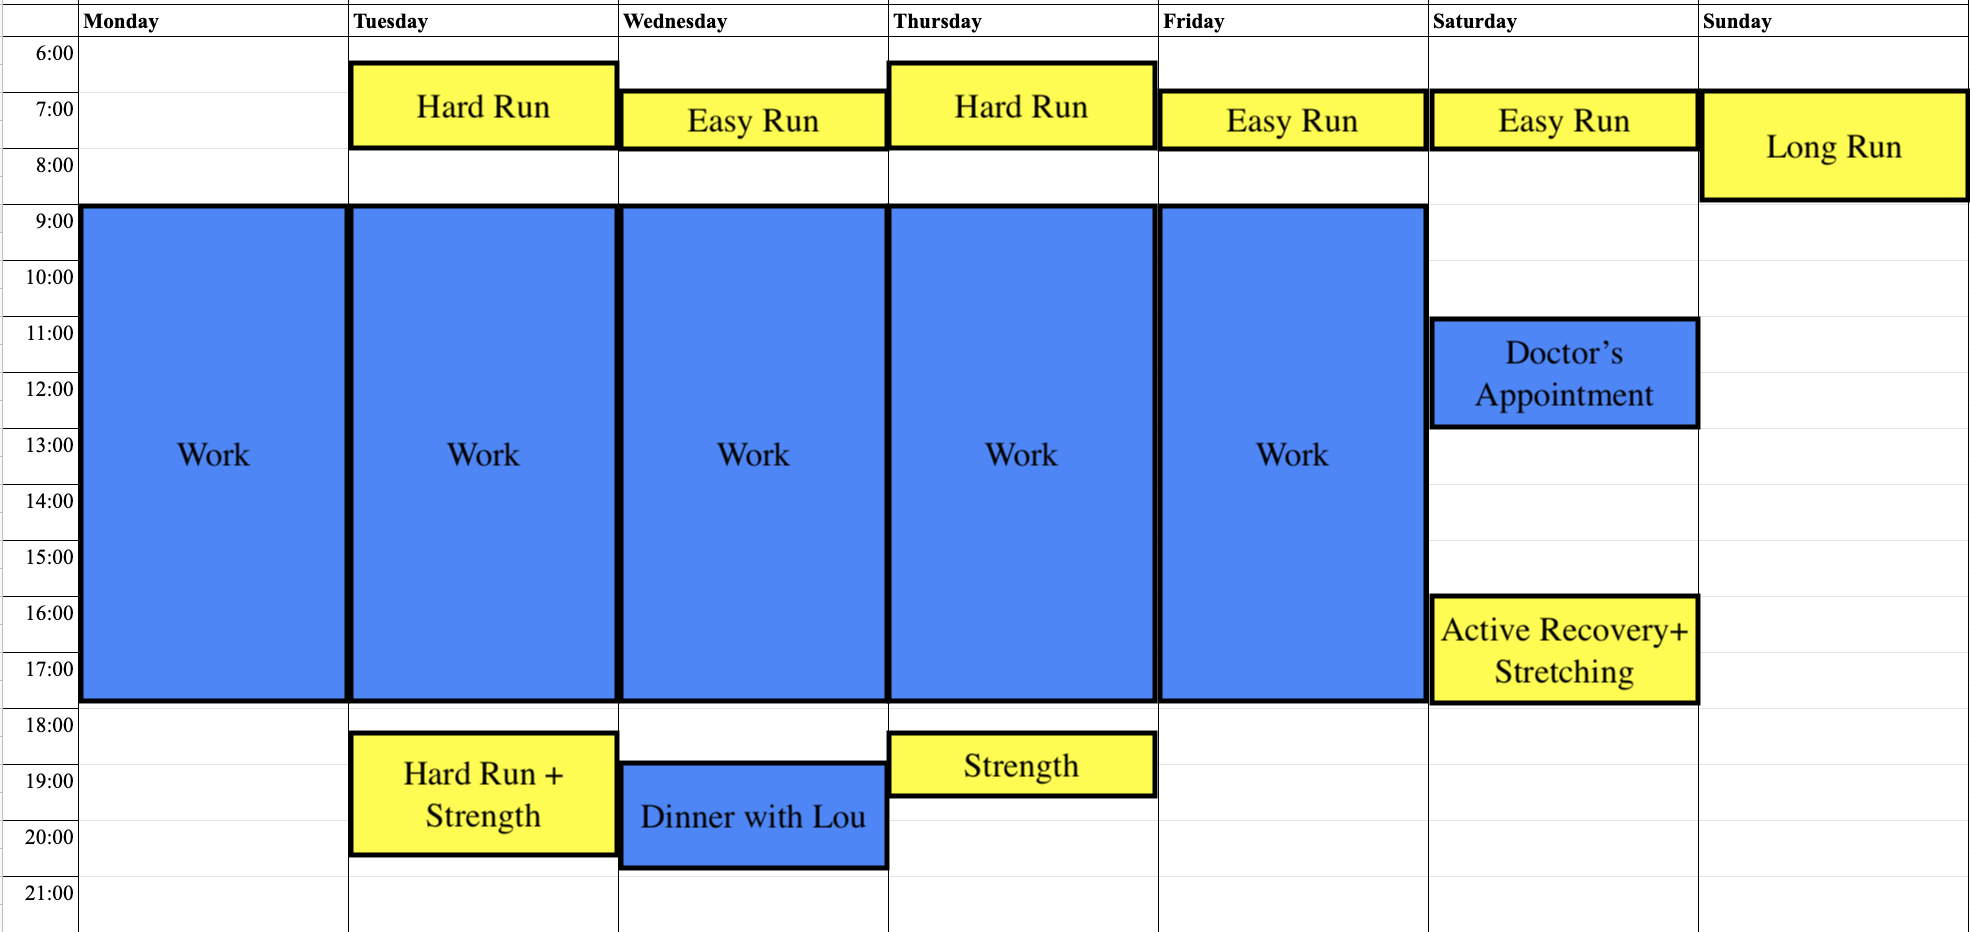 Monday Tuesday Wednesday Thursday Friday Saturday Sunday
6:00
7:00
8:00
9:00
10:00
11:00
12:00
13:00
14:00
15:00
16:00
17:00
18:00
19:00
20:00
21:00
Work
Hard Run
Work
Hard Run +
Strength
Easy Run
Work
Dinner with Lou
Hard Run
Work
Strength
Easy Run
Work
Easy Run
Doctor’s
Appointment
Active Recovery+
Stretching
Long Run